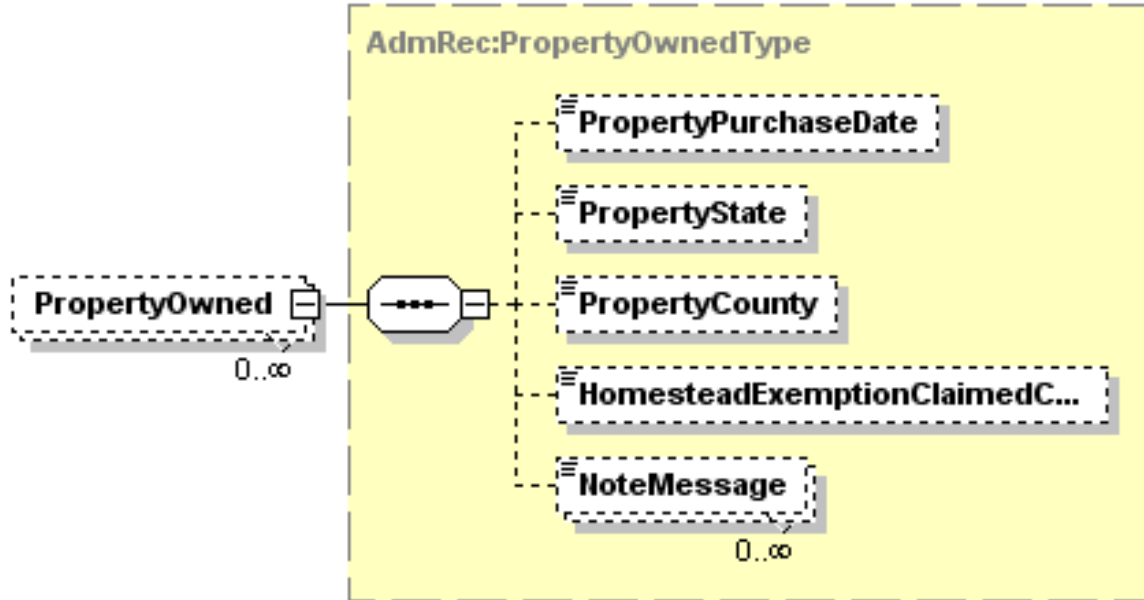 AdmRec:PropertyOwnedType
PropertyPurchaseDate
PropertyState
PropertyOwned
PropertyCounty
0..∞
HomesteadExemptionClaimedC...
NoteMessage
0..∞